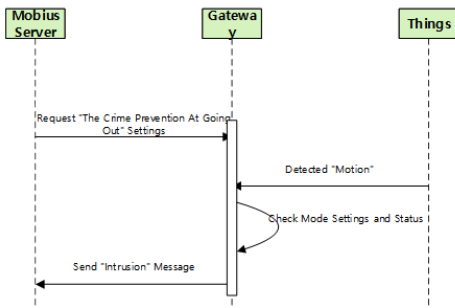 Mobius
Server
Gatewa
y
Things
Request "The Crime Prevention At Going
Out" Settings
Detected "Motion"
Check Mode Settings and Status
Send "Intrusion" Message